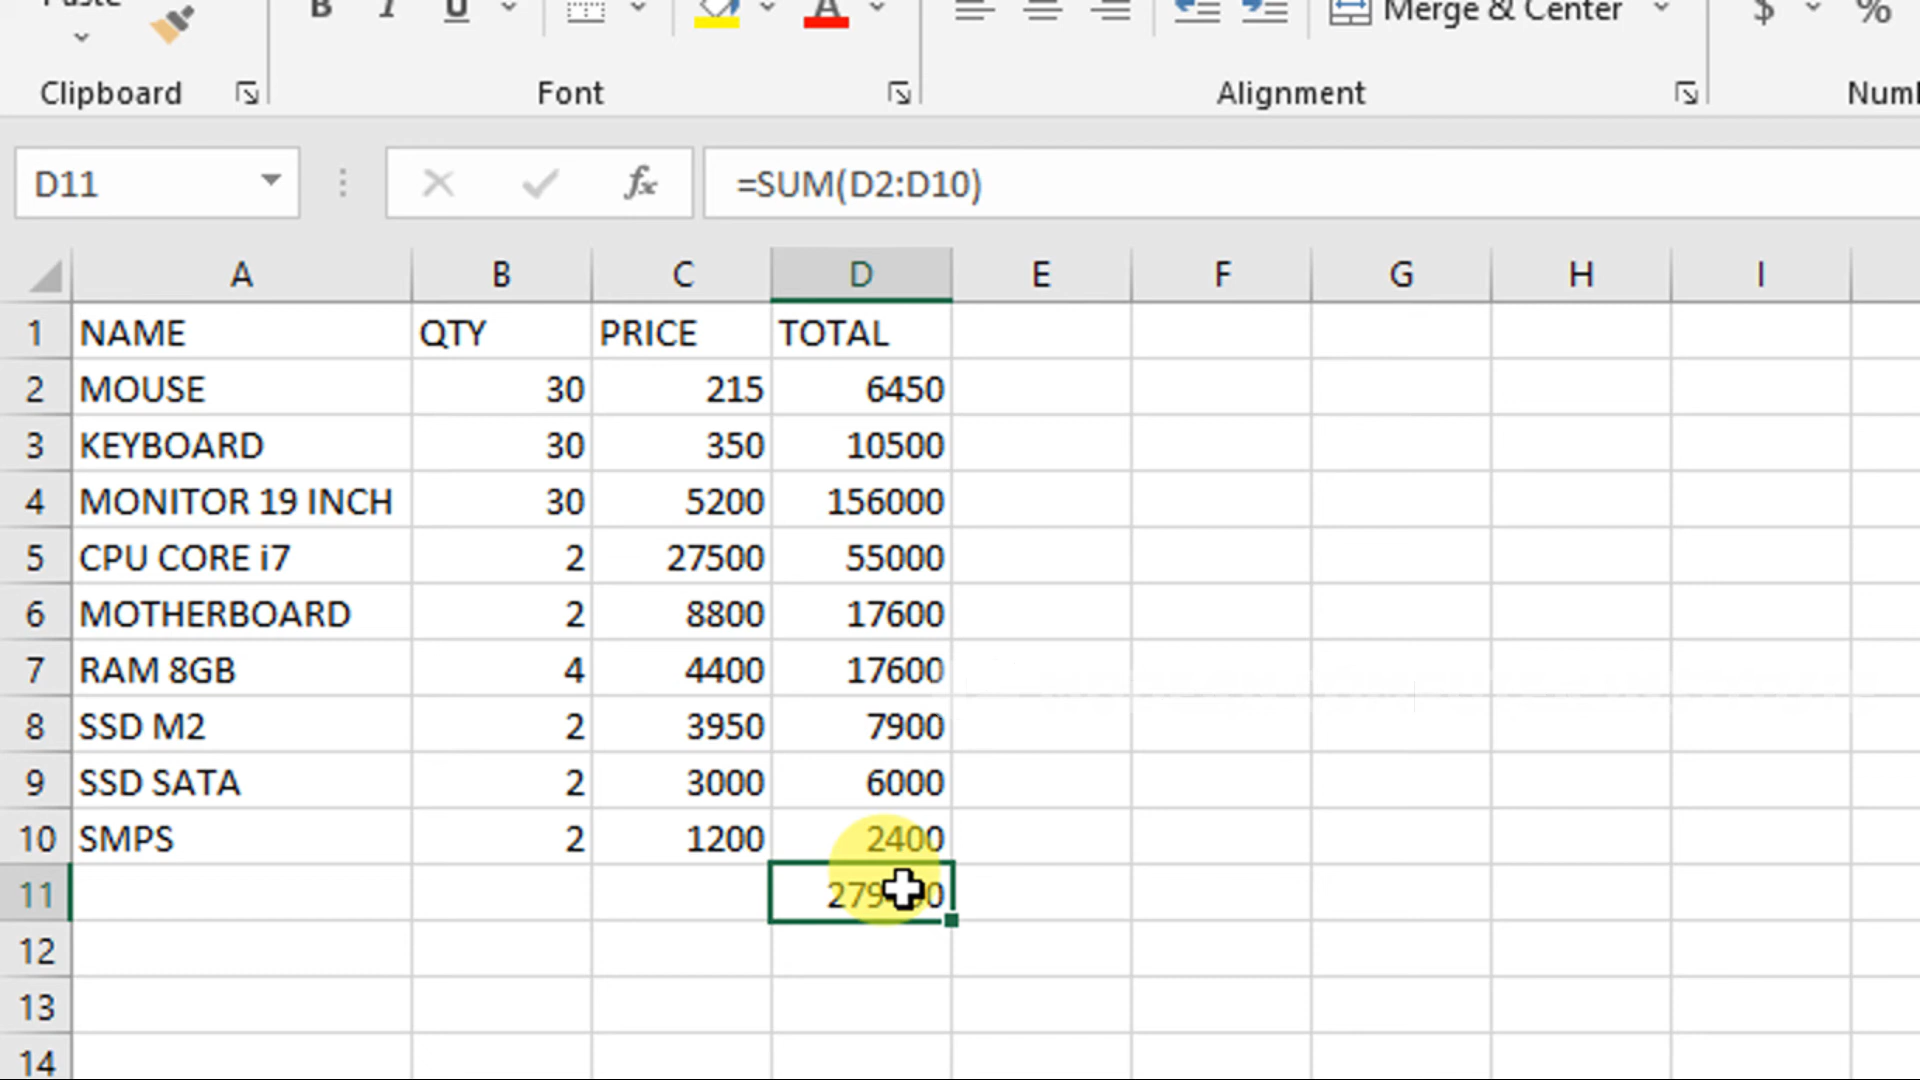 B I U Merge & Center $ %
Clipboard Font Alignment
D11 fx =SUM(D2:D10)
A B C D E F G H I
1 NAME QTY PRICE TOTAL
2 MOUSE 30 215 6450
3 KEYBOARD 30 350 10500
4 MONITOR 19 INCH 30 5200 156000
5 CPU CORE i7 2 27500 55000
6 MOTHERBOARD 2 8800 17600
7 RAM 8GB 4 4400 17600
8 SSD M2 2 3950 7900
9 SSD SATA 2 3000 6000
10 SMPS 2 1200 2400
11
12
13
14